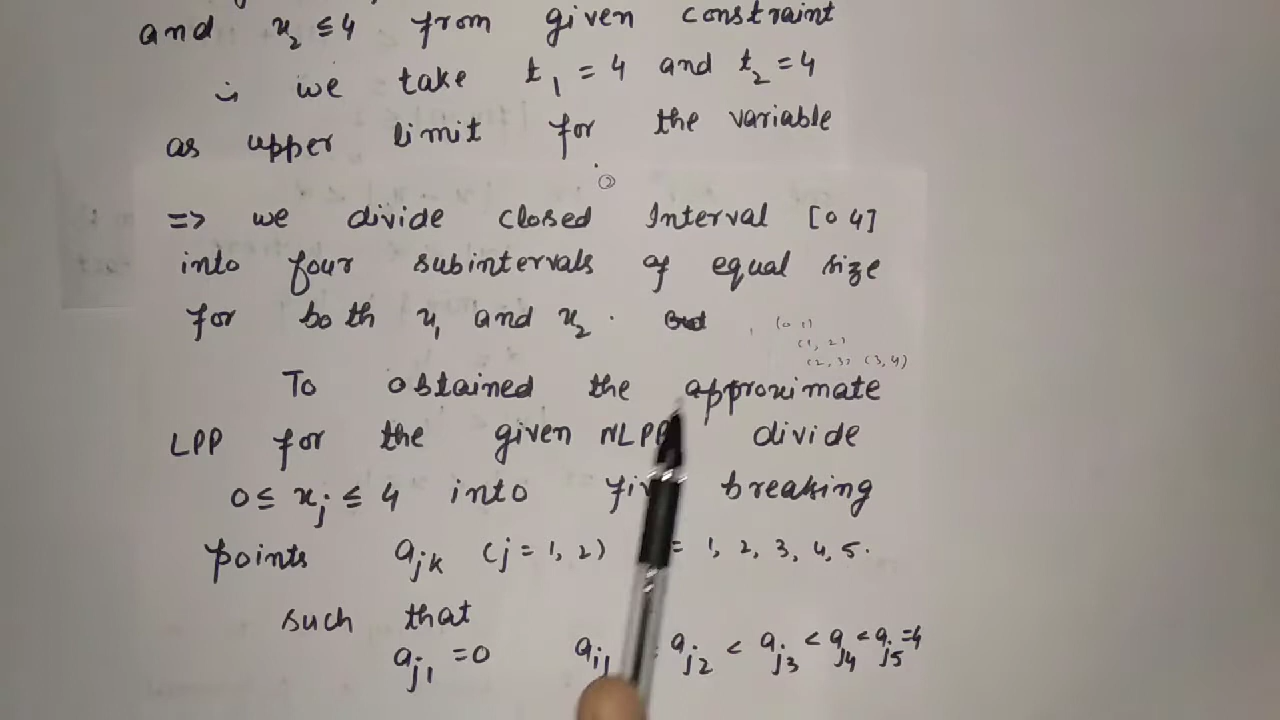 and x₂ ≤ 4 from given constraint
∴ we take t₁ = 4 and t₂ = 4
as upper limit for the variable
②
=> we divide closed Interval [0 4]
into four subintervals of equal size
for both x₁ and x₂ .
(0 1)
(1, 2)
(2, 3) (3, 4)
To obtained the approximate
LPP for the given NLPP divide
0 ≤ xⱼ ≤ 4 into breaking
points aⱼₖ (j = 1, 2) = 1, 2, 3, 4, 5.
such that
aⱼ₁ = 0 aⱼ₁ aⱼ₂ < aⱼ₃ < aⱼ₄ < aⱼ₅ = 4